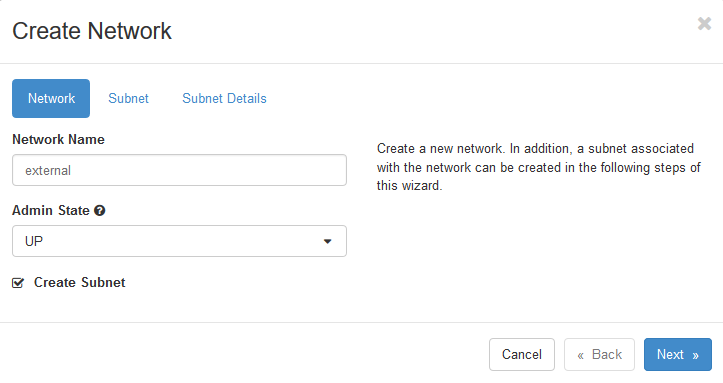 Create Network
Network Subnet Subnet Details
Network Name
external
Create a new network. In addition, a subnet associated
with the network can be created in the following steps of
this wizard.
Admin State
UP
Create Subnet
Cancel « Back Next »